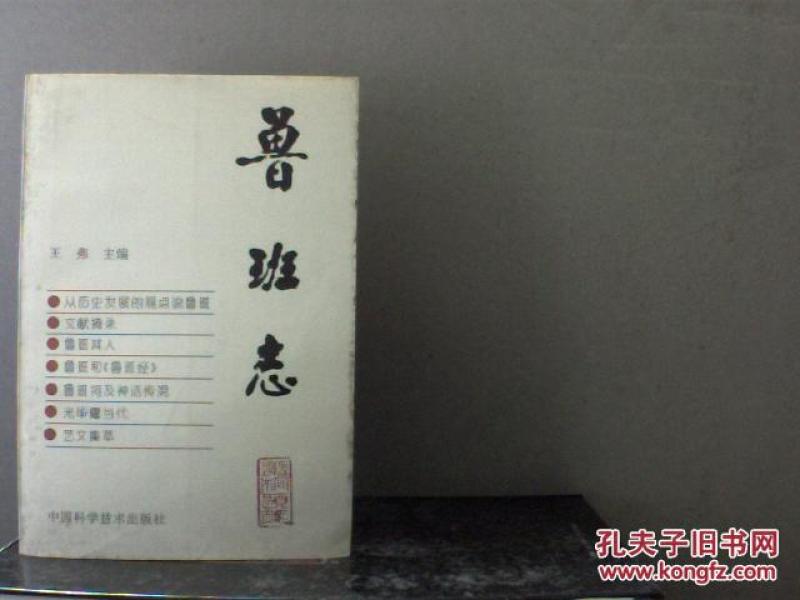 鲁班志
王弗 主编
●从历史发展的观点谈鲁班
●文献摘录
●鲁班其人
●鲁班和《鲁班经》
●鲁班祠及神话传说
●光华耀当代
●艺文集萃
中国科学技术出版社
孔夫子旧书网
www.kongfz.com